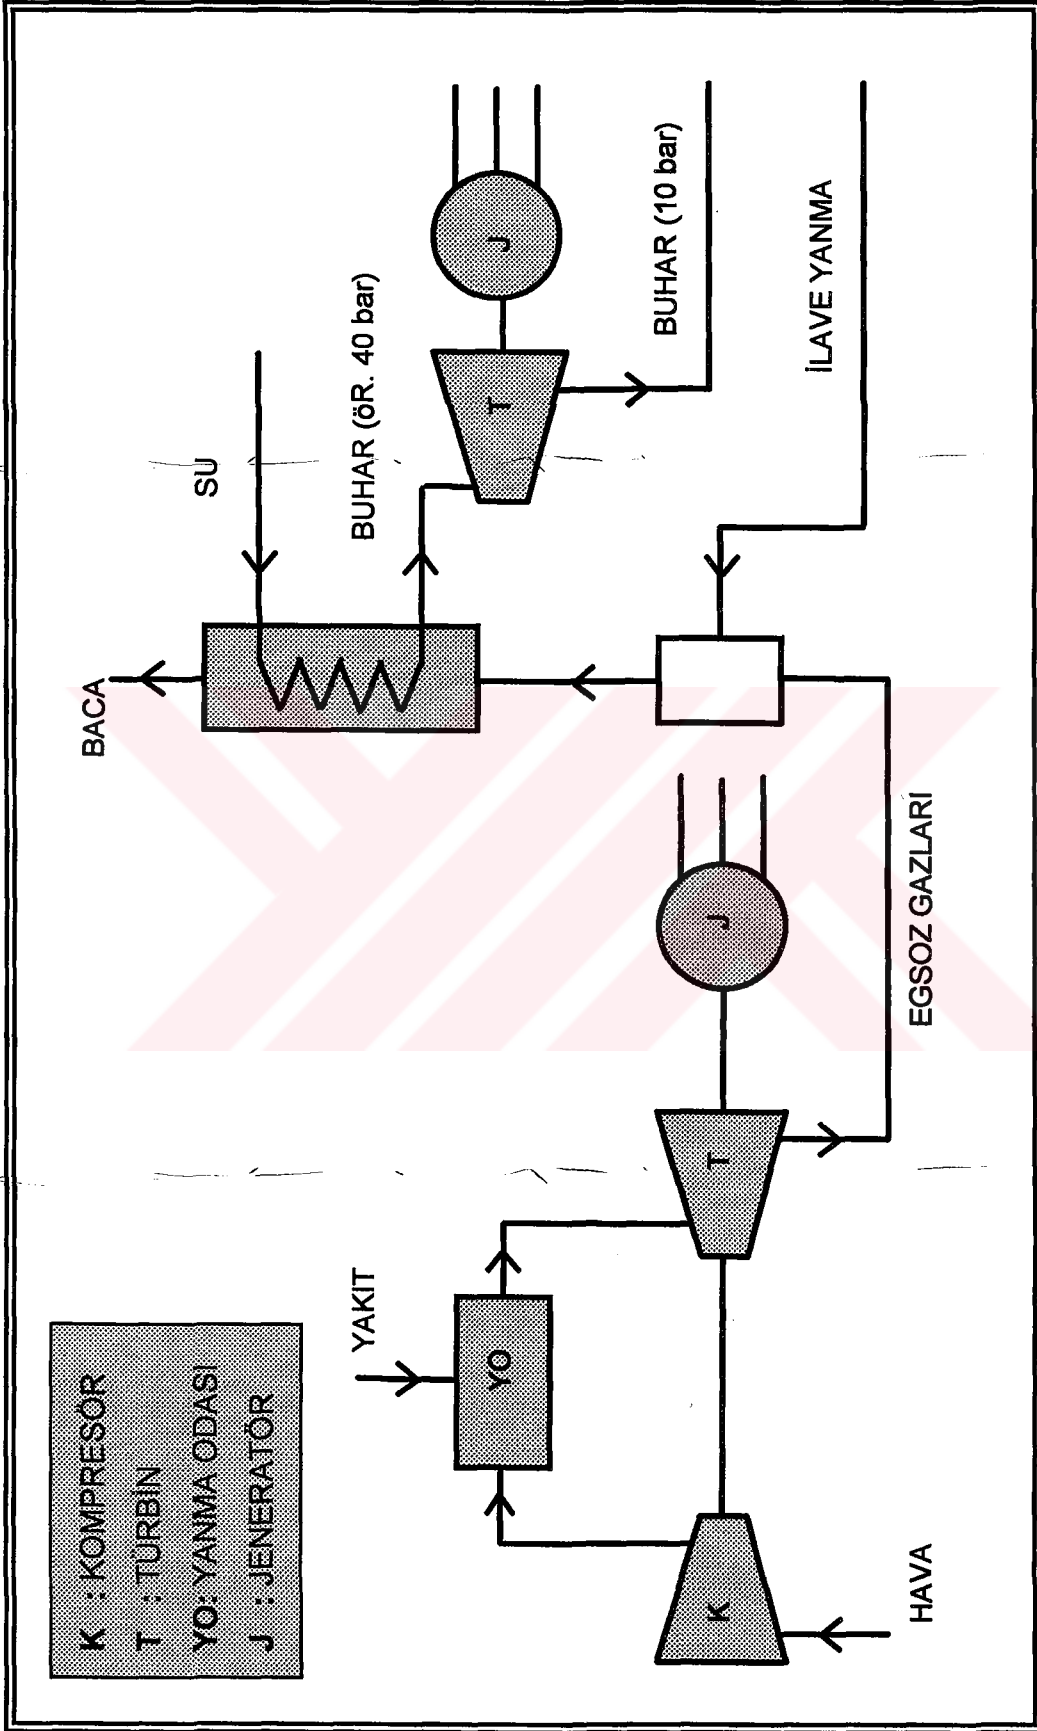 K : KOMPRESÖR
T : TÜRBİN
YO: YANMA ODASI
J : JENERATÖR
BACA
SU
YAKIT
BUHAR (öR. 40 bar)
YO
T
J
BUHAR (10 bar)
K
T
J
İLAVE YANMA
HAVA
EGSOZ GAZLARI